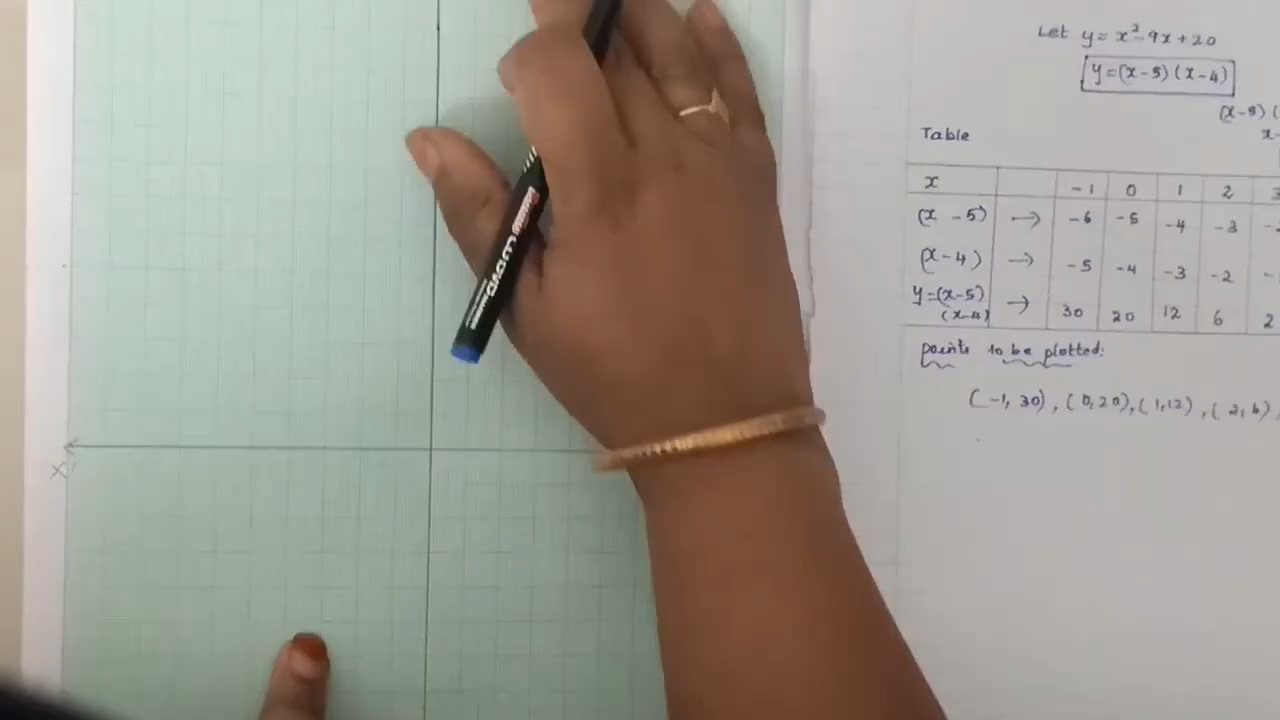 Let y = x² - 9x + 20
y = (x-5) (x-4)
(x-5) (
x-
Table
x -1 0 1 2 3
(x - 5) → -6 -5 -4 -3 -
(x-4) → -5 -4 -3 -2 -
y=(x-5) (x-4) → 30 20 12 6 2
points to be plotted:
(-1, 30), (0,20), (1,12), (2,6)
X'